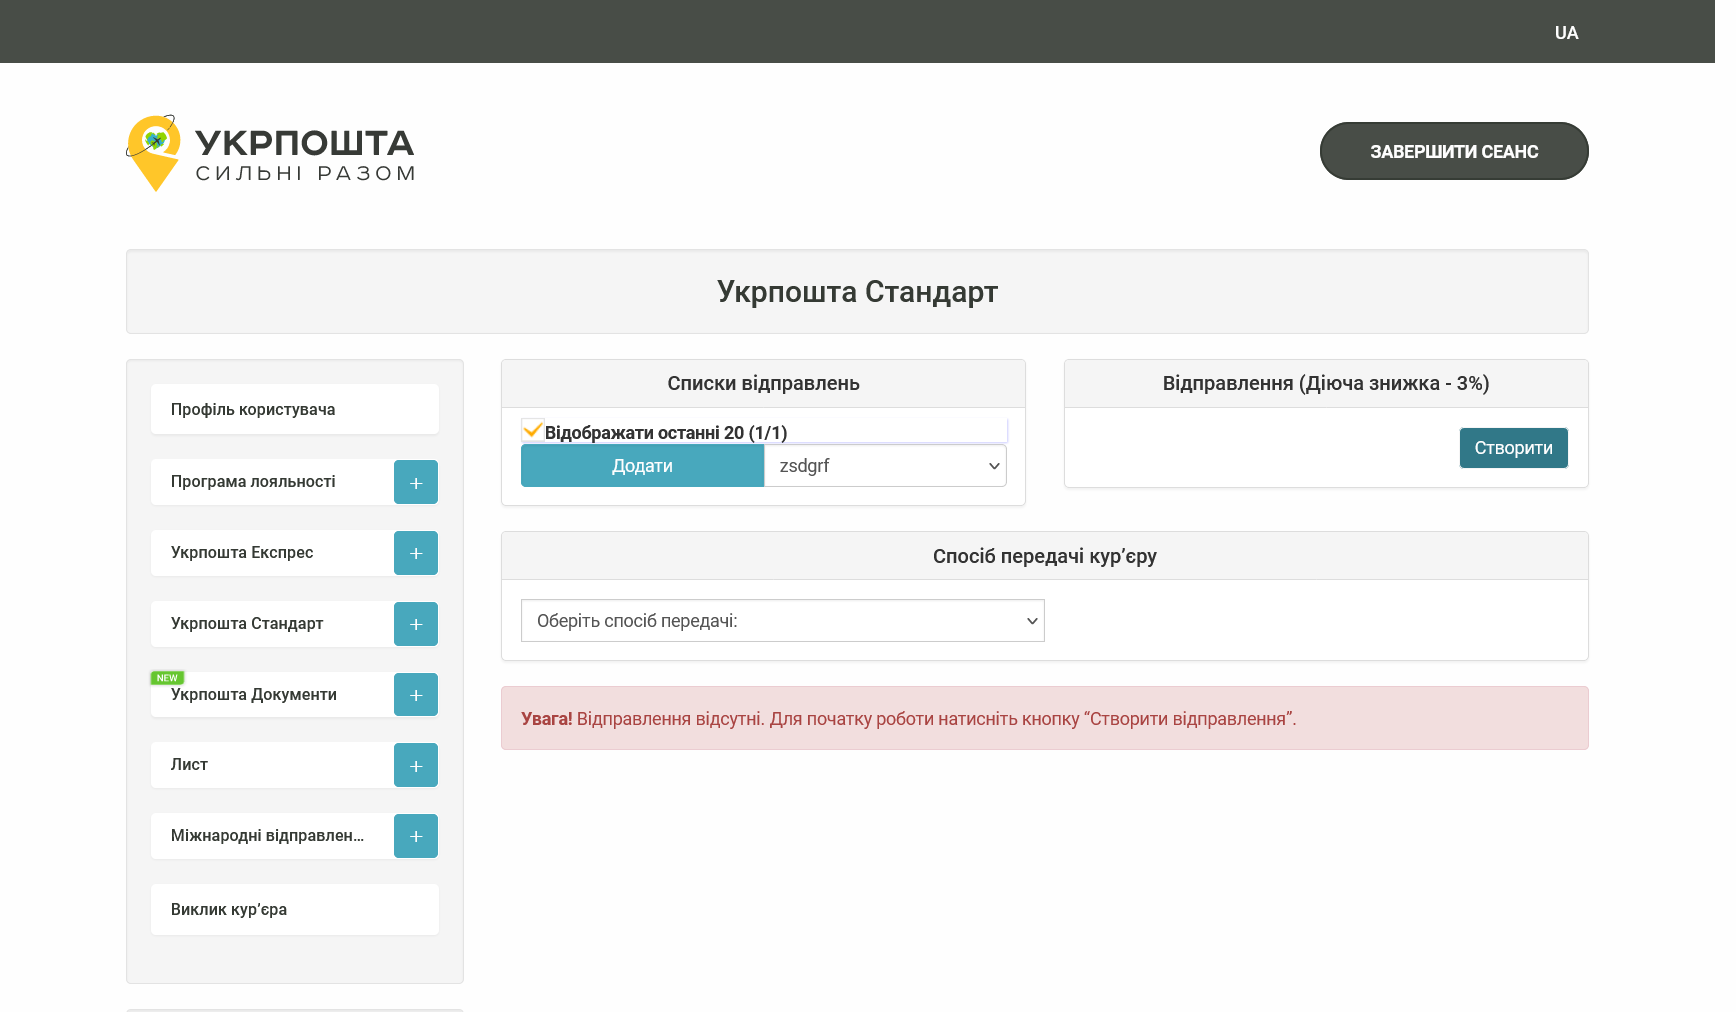 UA
УКРПОШТА
СИЛЬНІ РАЗОМ
ЗАВЕРШИТИ СЕАНС
Укрпошта Стандарт
Профіль користувача
Програма лояльності
Укрпошта Експрес
Укрпошта Стандарт
NEW
Укрпошта Документи
Лист
Міжнародні відправлен...
Виклик кур’єра
Списки відправлень
Відображати останні 20 (1/1)
Додати
zsdgrf
Відправлення (Діюча знижка - 3%)
Створити
Спосіб передачі кур’єру
Оберіть спосіб передачі:
Увага! Відправлення відсутні. Для початку роботи натисніть кнопку “Створити відправлення”.